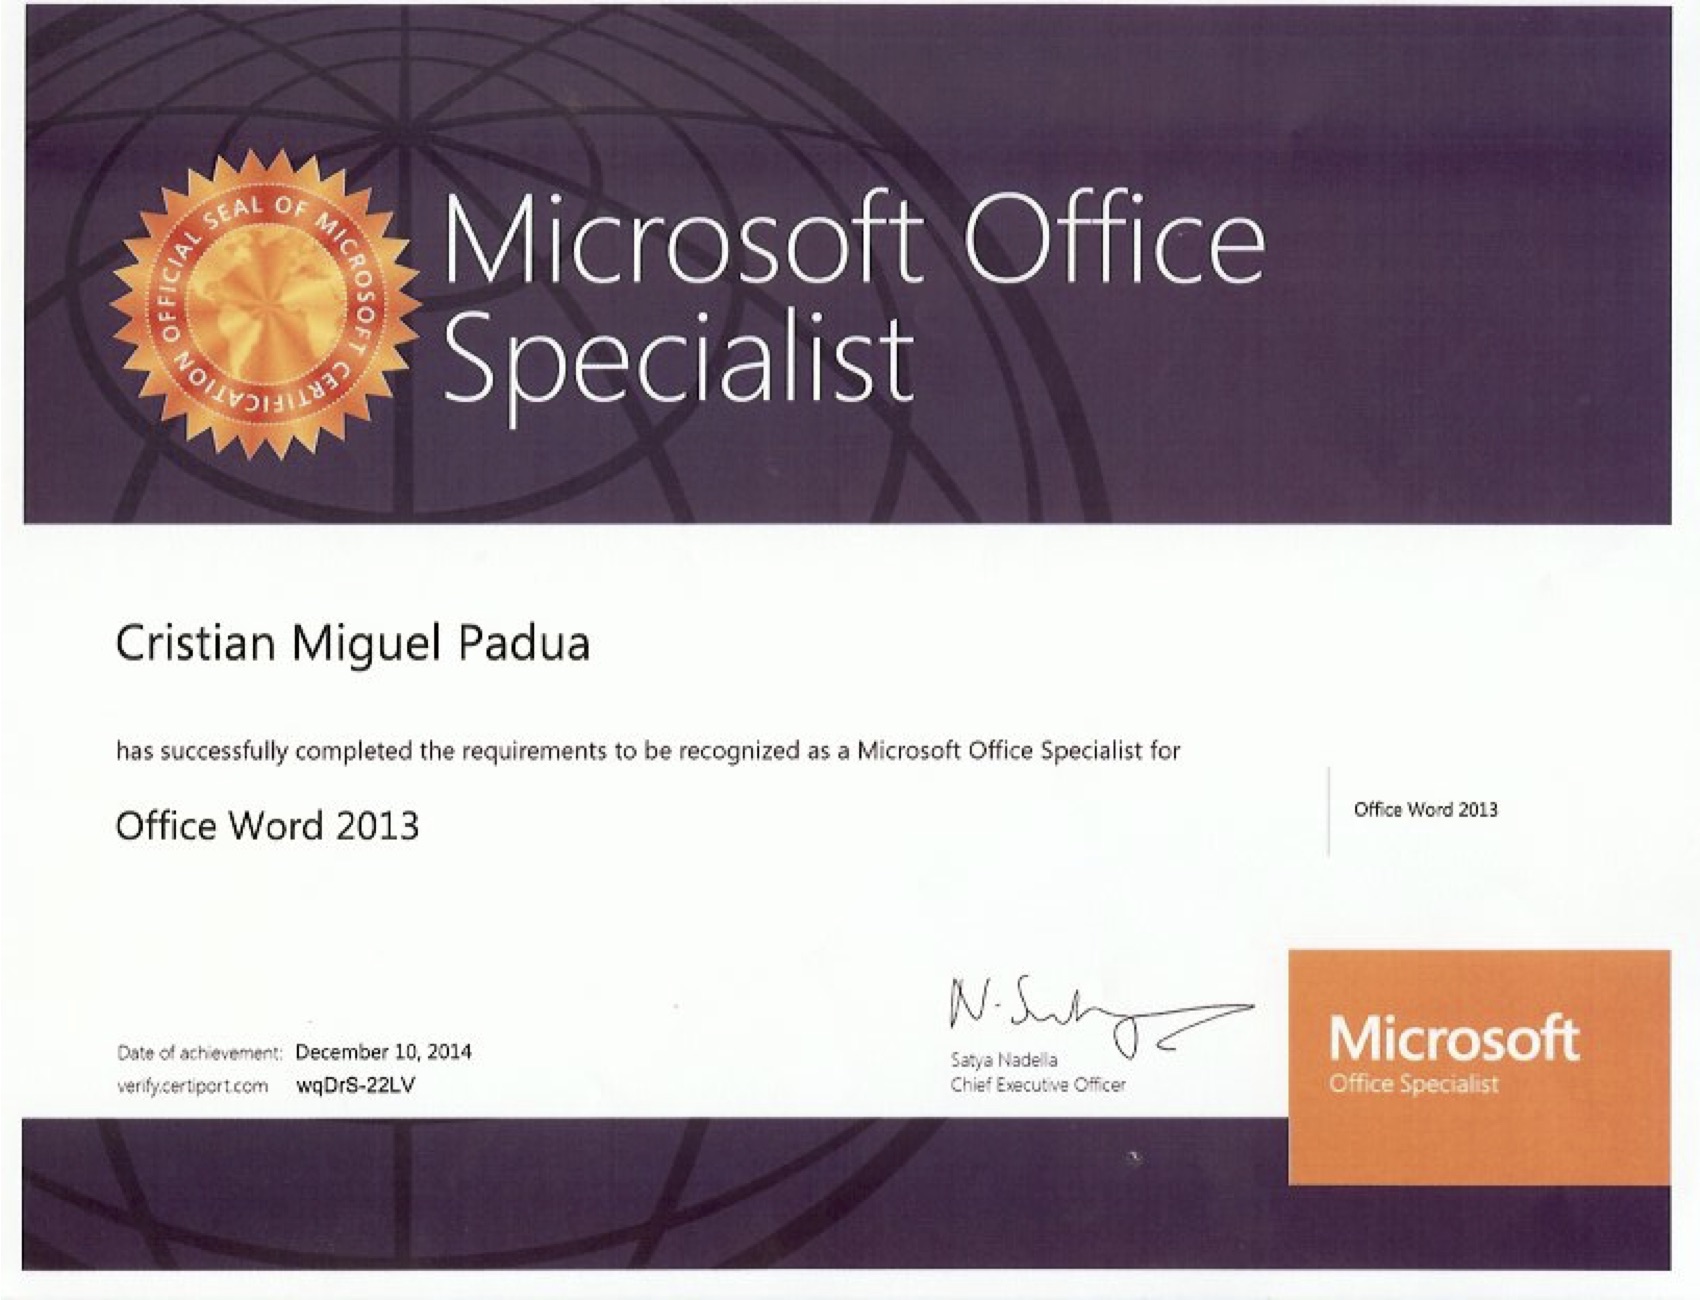 OFFICIAL SEAL OF MICROSOFT CERTIFICATION
Microsoft Office
Specialist
Cristian Miguel Padua
has successfully completed the requirements to be recognized as a Microsoft Office Specialist for
Office Word 2013
Office Word 2013
Date of achievement: December 10, 2014
verify.certiport.com wqDrS-22LV
Satya Nadella
Chief Executive Officer
Microsoft
Office Specialist